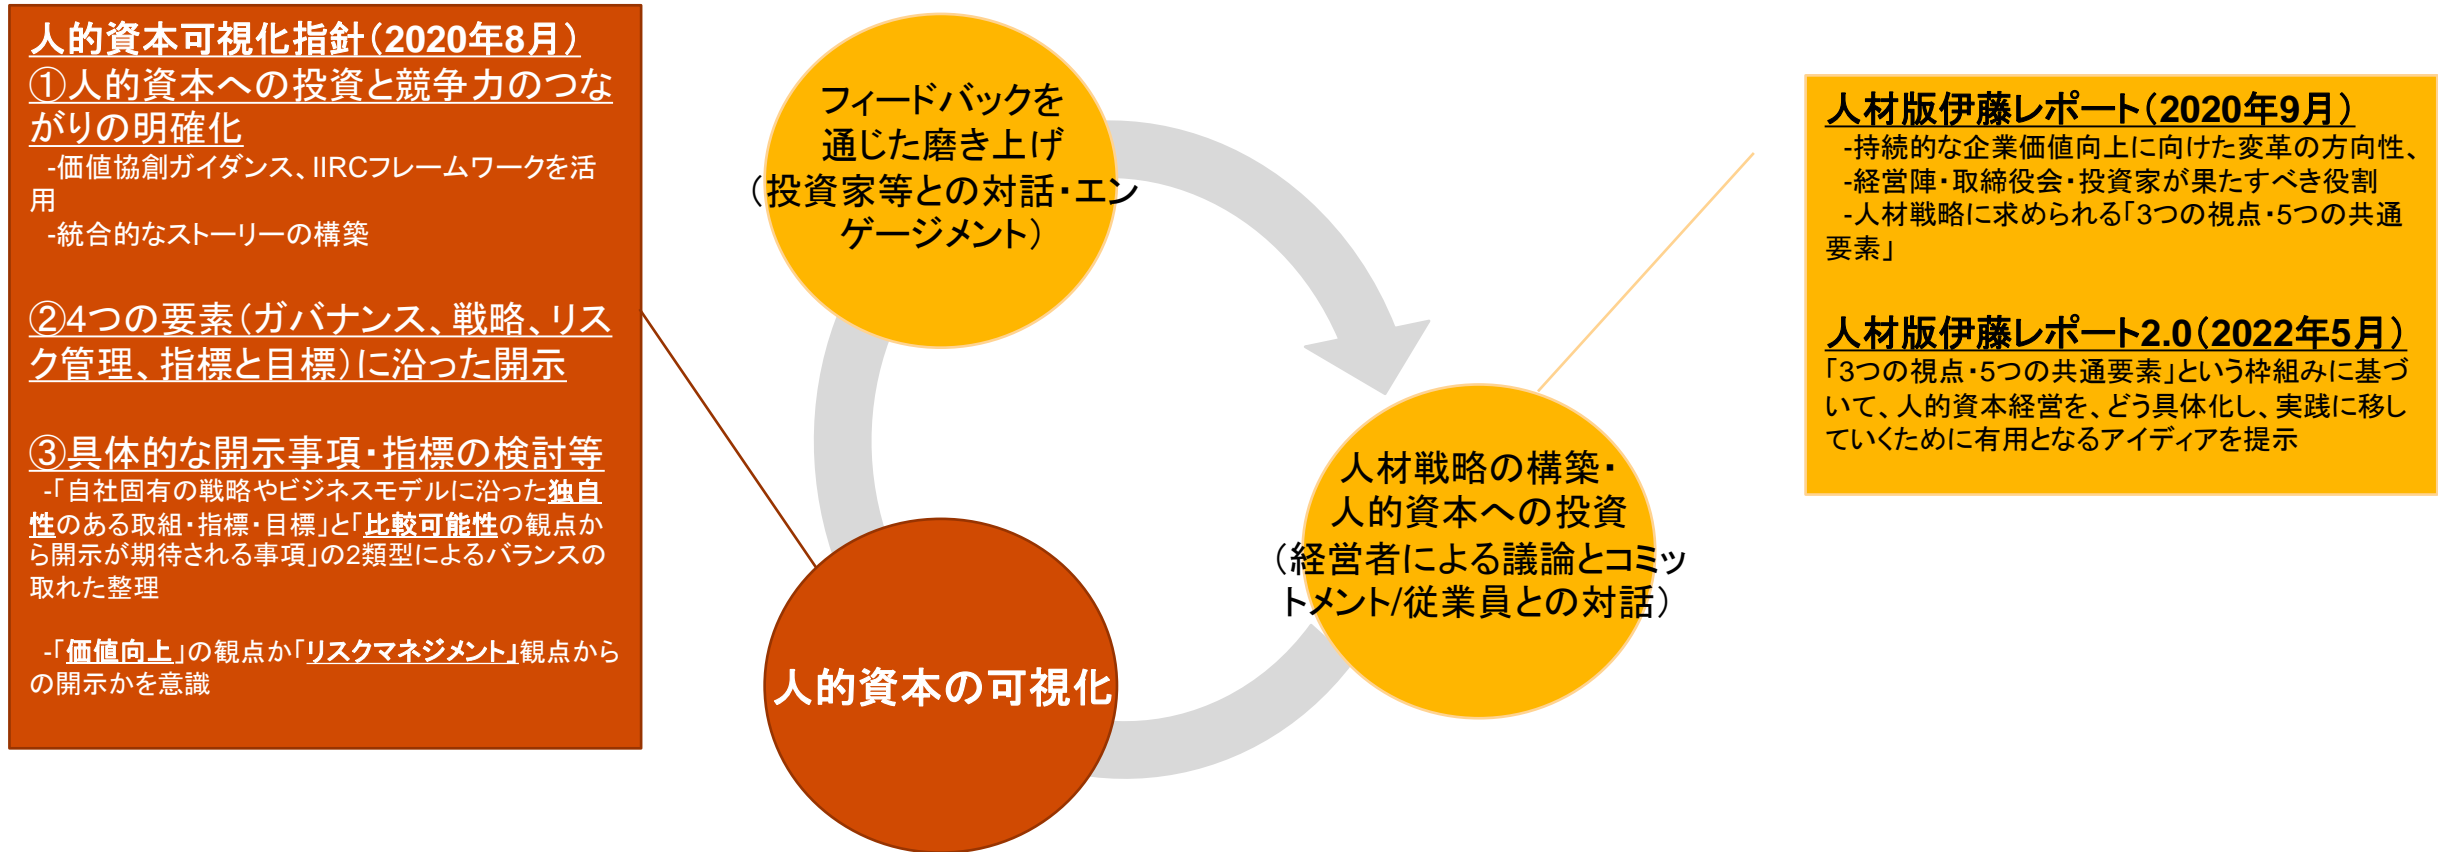 人的資本可視化指針（2020年8月）
①人的資本への投資と競争力のつな
がりの明確化
-価値協創ガイダンス、IIRCフレームワークを活
用
-統合的なストーリーの構築
②4つの要素（ガバナンス、戦略、リス
ク管理、指標と目標）に沿った開示
③具体的な開示事項・指標の検討等
-「自社固有の戦略やビジネスモデルに沿った独自
性のある取組・指標・目標」と「比較可能性の観点か
ら開示が期待される事項」の2類型によるバランスの
取れた整理
-「価値向上」の観点か「リスクマネジメント」観点から
の開示かを意識
フィードバックを
通じた磨き上げ
（投資家等との対話・エン
ゲージメント）
人材戦略の構築・
人的資本への投資
（経営者による議論とコミッ
トメント/従業員との対話）
人的資本の可視化
人材版伊藤レポート（2020年9月）
-持続的な企業価値向上に向けた変革の方向性、
-経営陣・取締役会・投資家が果たすべき役割
-人材戦略に求められる「3つの視点・5つの共通
要素」
人材版伊藤レポート2.0（2022年5月）
「3つの視点・5つの共通要素」という枠組みに基づ
いて、人的資本経営を、どう具体化し、実践に移し
ていくために有用となるアイディアを提示